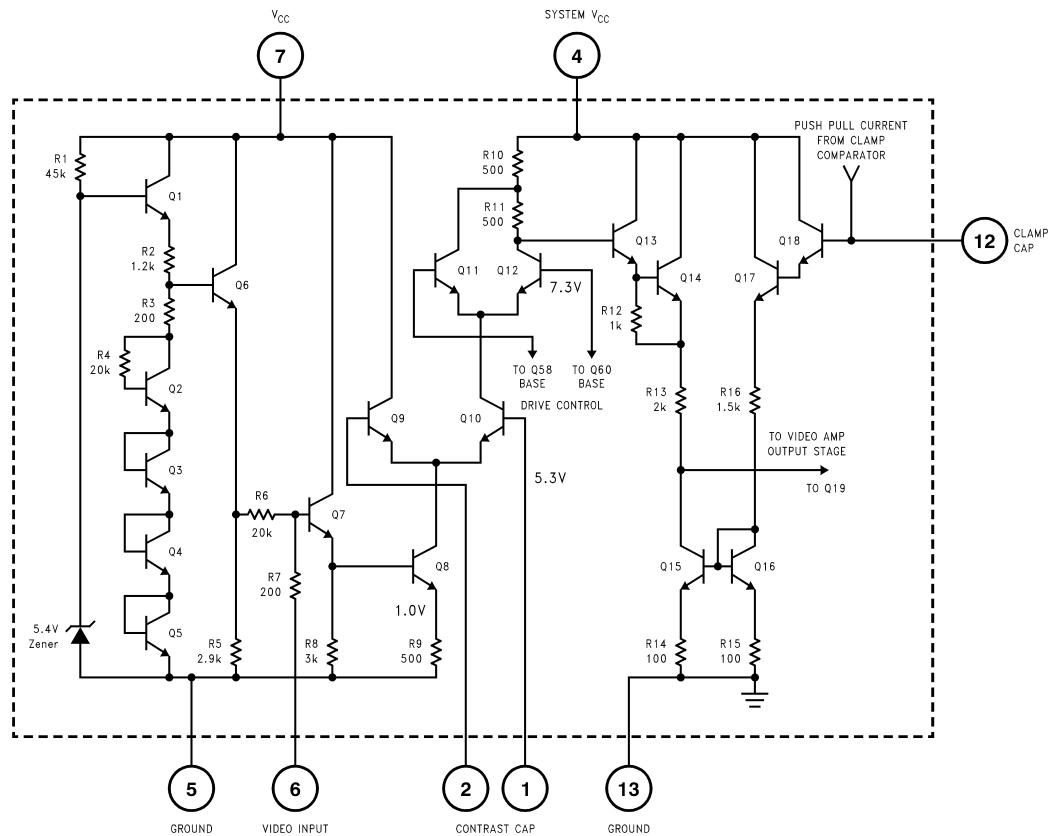 V_CC
SYSTEM V_CC
7
4
PUSH PULL CURRENT
FROM CLAMP
COMPARATOR
R1
45k
Q1
R10
500
R11
500
R2
1.2k
Q6
R3
200
R4
20k
Q2
Q3
Q4
Q5
5.4V
Zener
R5
2.9k
R6
20k
R7
200
Q7
R8
3k
1.0V
Q8
R9
500
Q9
Q10
5.3V
Q11
Q12
7.3V
TO Q58
BASE
TO Q60
BASE
DRIVE CONTROL
Q13
Q14
R12
1k
R13
2k
Q17
Q18
12
CLAMP
CAP
R16
1.5k
TO VIDEO AMP
OUTPUT STAGE
TO Q19
Q15
Q16
R14
100
R15
100
5
6
2
1
13
GROUND
VIDEO INPUT
CONTRAST CAP
GROUND